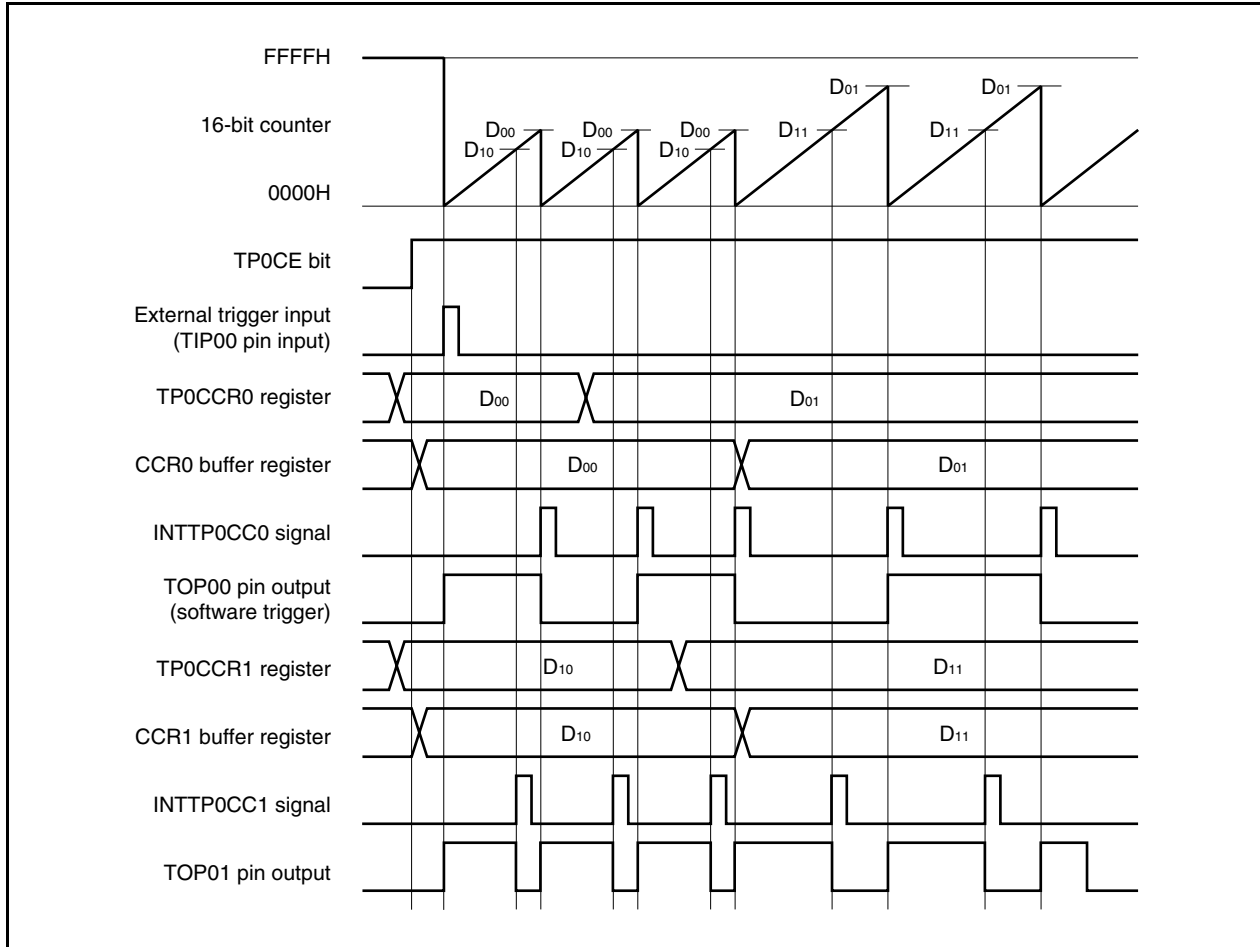 FFFFH
16-bit counter
0000H
D01 D01
D00 D00 D00 D11 D11
D10 D10 D10
TP0CE bit
External trigger input
(TIP00 pin input)
TP0CCR0 register D00 D01
CCR0 buffer register D00 D01
INTTP0CC0 signal
TOP00 pin output
(software trigger)
TP0CCR1 register D10 D11
CCR1 buffer register D10 D11
INTTP0CC1 signal
TOP01 pin output